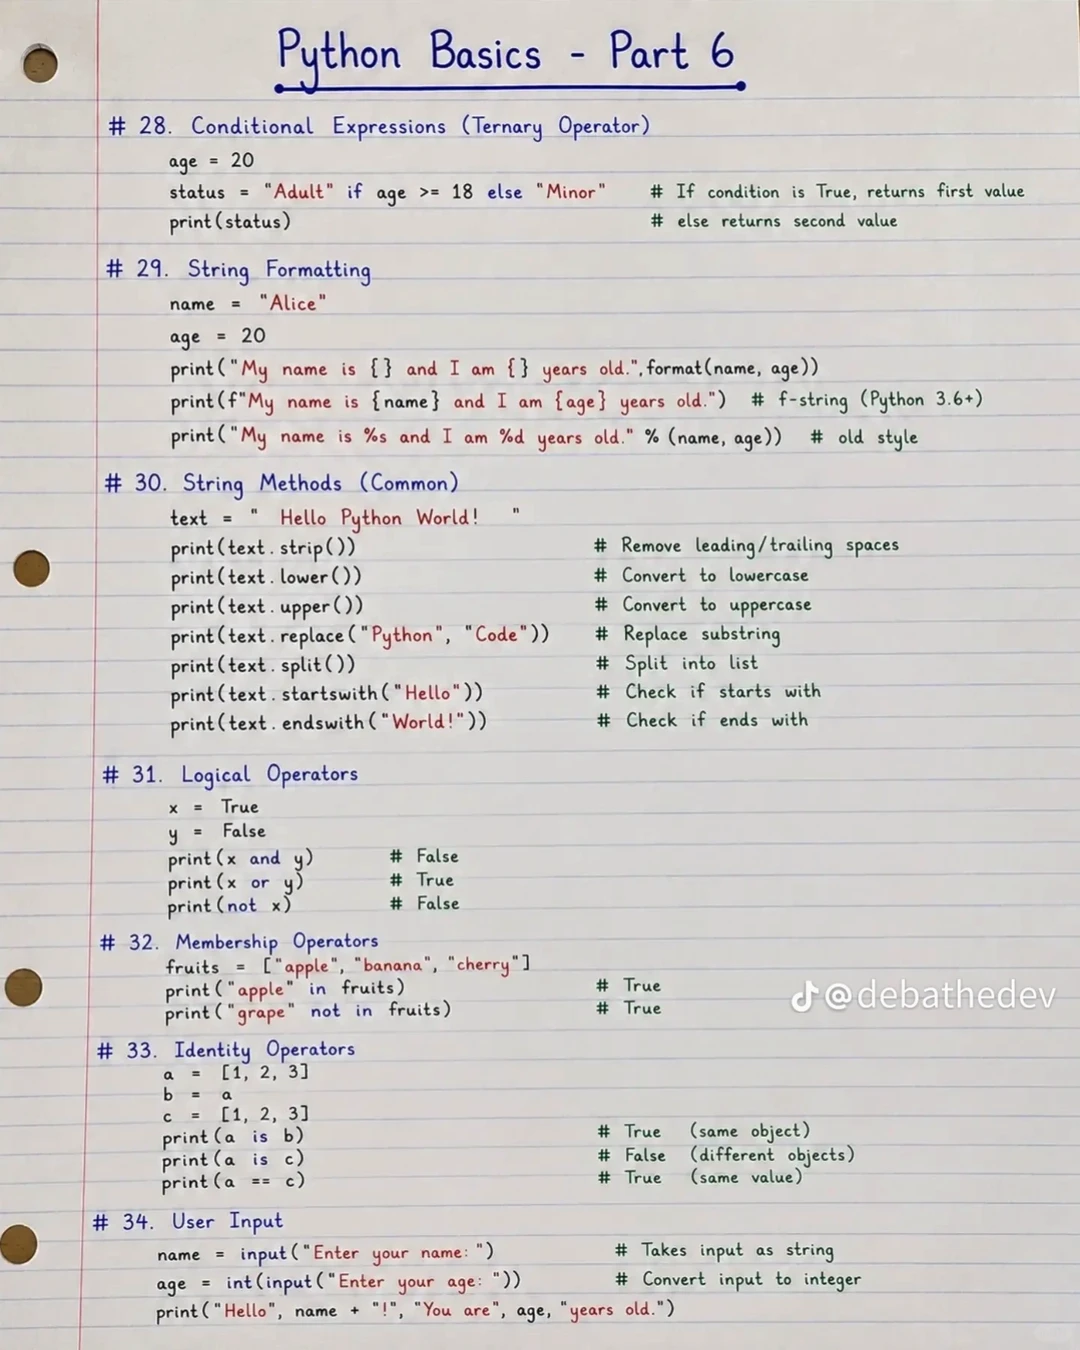 Python Basics - Part 6
# 28. Conditional Expressions (Ternary Operator)
age = 20
status = "Adult" if age >= 18 else "Minor" # If condition is True, returns first value
print(status) # else returns second value
# 29. String Formatting
name = "Alice"
age = 20
print("My name is {} and I am {} years old.",format(name, age))
print(f"My name is {name} and I am {age} years old.") # f-string (Python 3.6+)
print("My name is %s and I am %d years old." % (name, age)) # old style
# 30. String Methods (Common)
text = "  Hello Python World!  "
print(text.strip()) # Remove leading/trailing spaces
print(text.lower()) # Convert to lowercase
print(text.upper()) # Convert to uppercase
print(text.replace("Python", "Code")) # Replace substring
print(text.split()) # Split into list
print(text.startswith("Hello")) # Check if starts with
print(text.endswith("World!")) # Check if ends with
# 31. Logical Operators
x = True
y = False
print(x and y) # False
print(x or y) # True
print(not x) # False
# 32. Membership Operators
fruits = ["apple", "banana", "cherry"]
print("apple" in fruits) # True
print("grape" not in fruits) # True
@debathedev
# 33. Identity Operators
a = [1, 2, 3]
b = a
c = [1, 2, 3]
print(a is b) # True (same object)
print(a is c) # False (different objects)
print(a == c) # True (same value)
# 34. User Input
name = input("Enter your name: ") # Takes input as string
age = int(input("Enter your age: ")) # Convert input to integer
print("Hello", name + "!", "You are", age, "years old.")